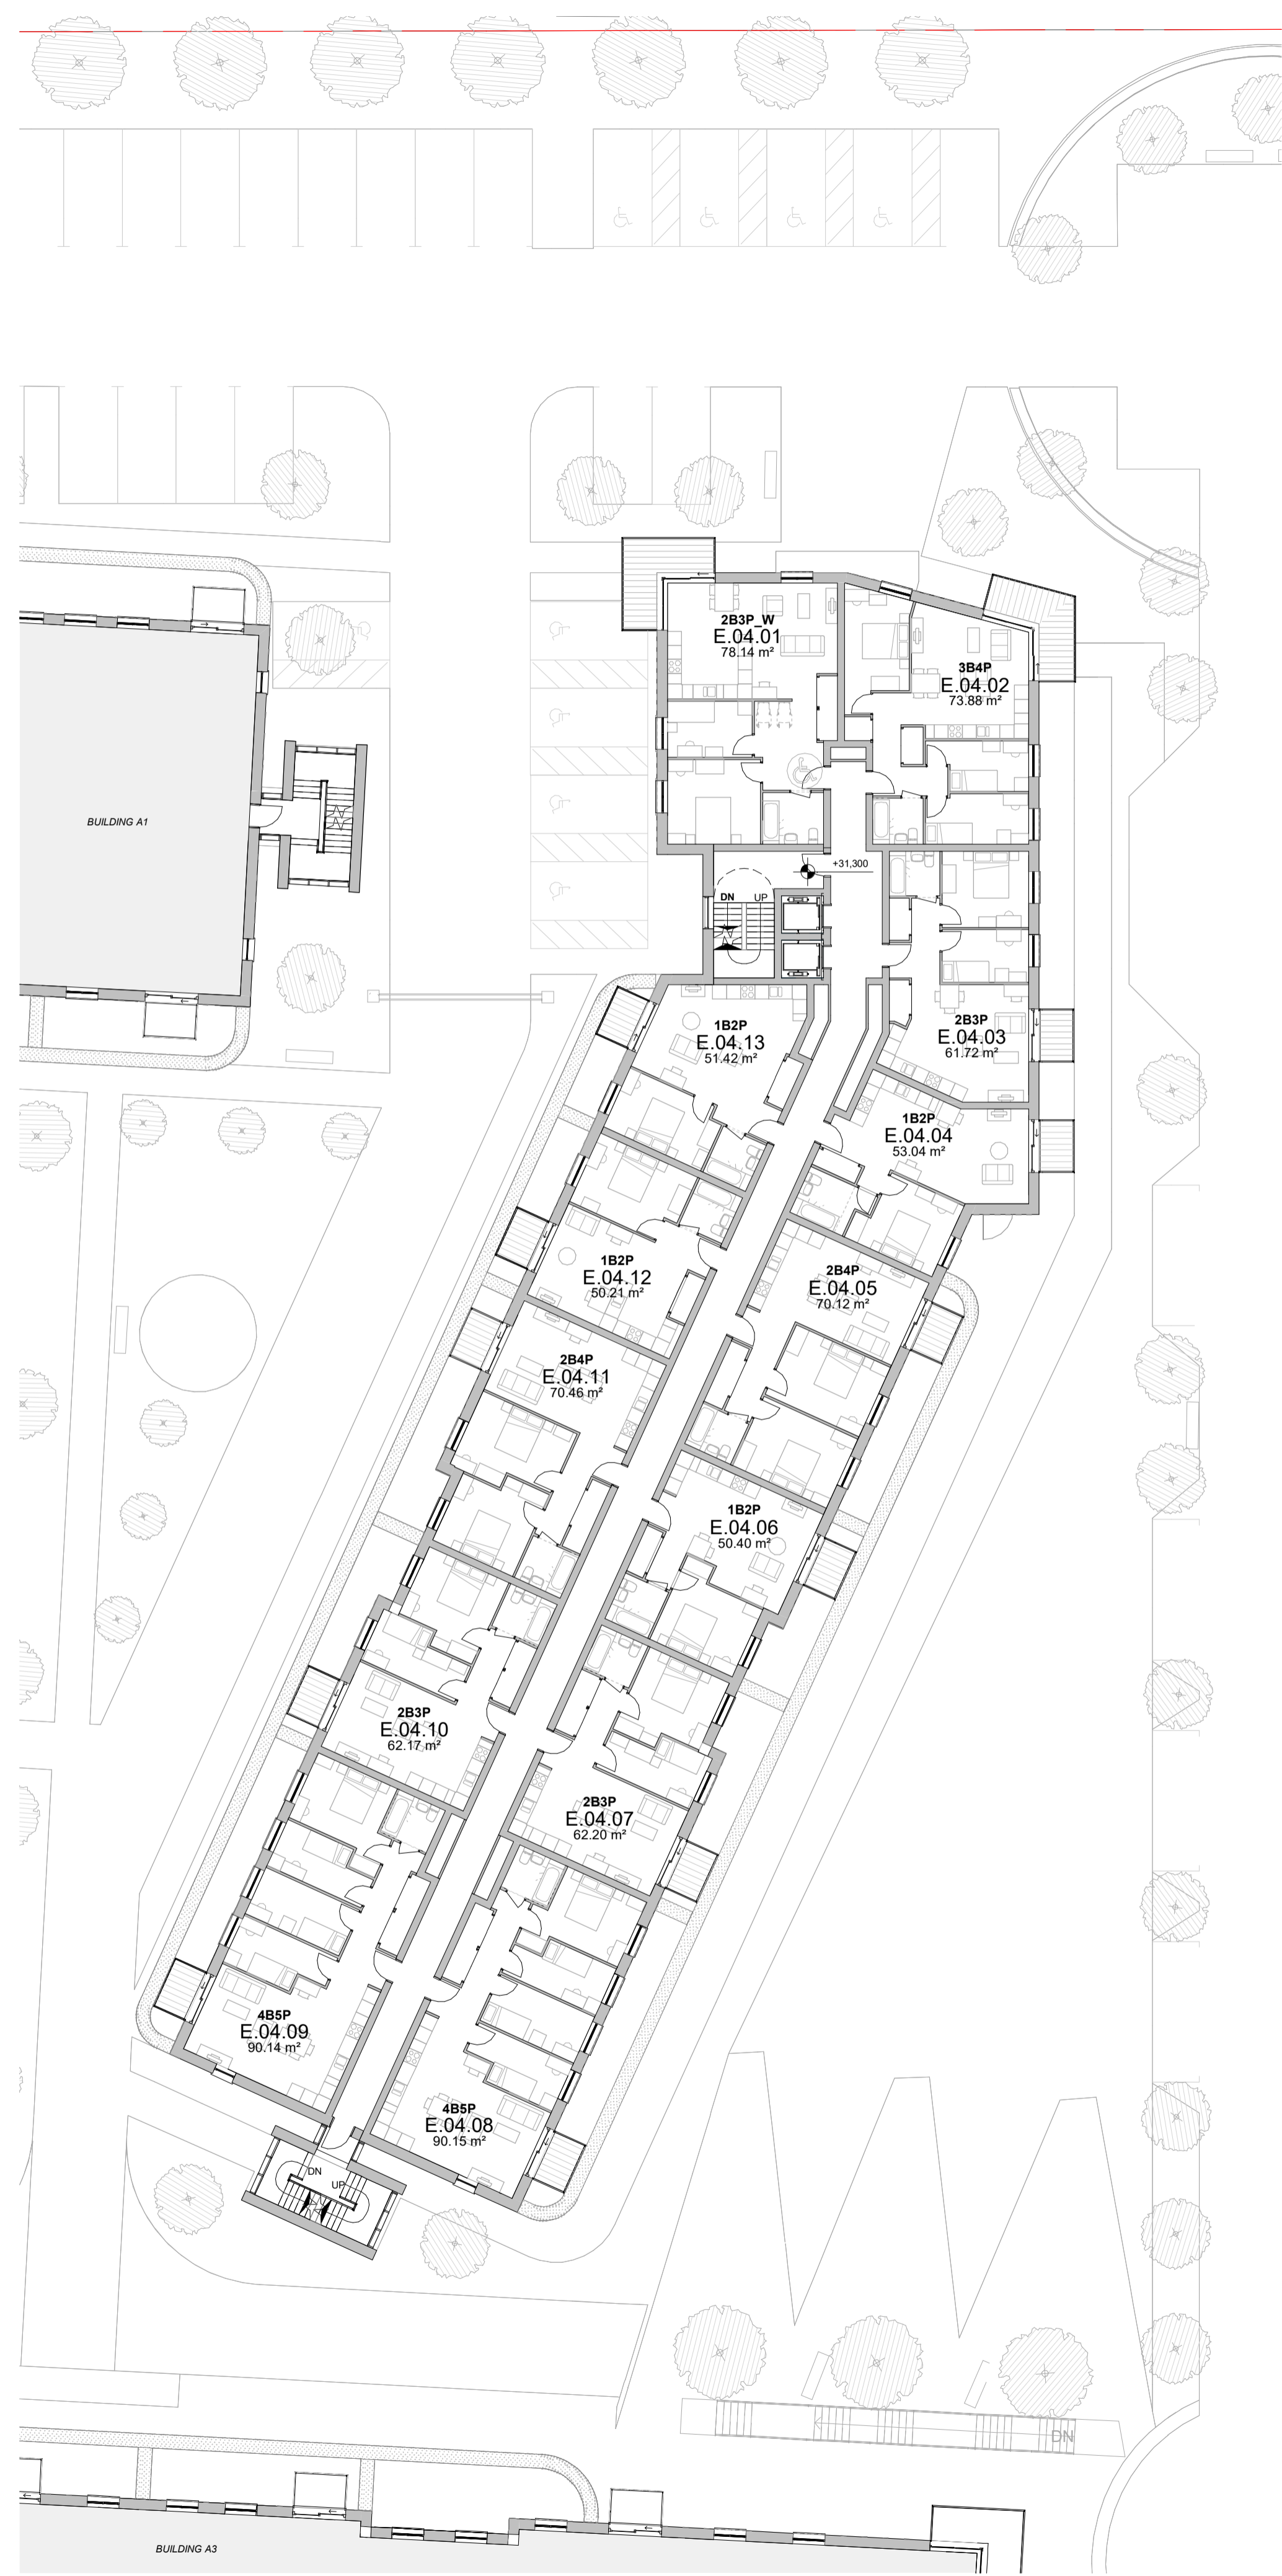 2B3P_W
E.04.01
78.14 m²
3B4P
E.04.02
73.88 m²
BUILDING A1
+31,300
DN
UP
1B2P
E.04.13
51.42 m²
2B3P
E.04.03
61.72 m²
1B2P
E.04.04
53.04 m²
1B2P
E.04.12
50.21 m²
2B4P
E.04.05
70.12 m²
2B4P
E.04.11
70.46 m²
1B2P
E.04.06
50.40 m²
2B3P
E.04.10
62.17 m²
2B3P
E.04.07
62.20 m²
4B5P
E.04.09
90.14 m²
4B5P
E.04.08
90.15 m²
DN
UP
DN
BUILDING A3